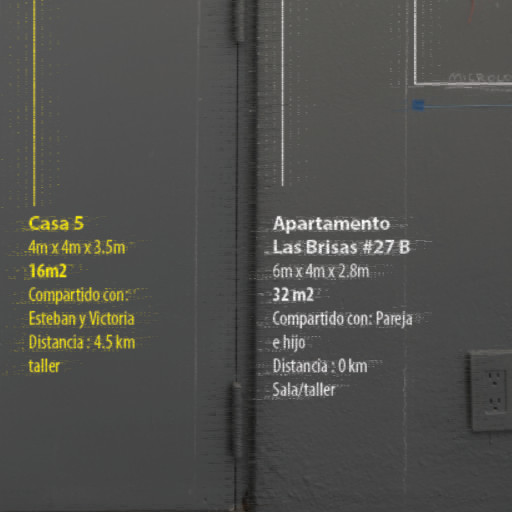 Casa 5
4m x 4m x 3.5m
16m2
Compartido con:
Esteban y Victoria
Distancia : 4.5 km
taller
Apartamento
Las Brisas #27 B
6m x 4m x 2.8m
32 m2
Compartido con: Pareja
e hijo
Distancia : 0 km
Sala/taller